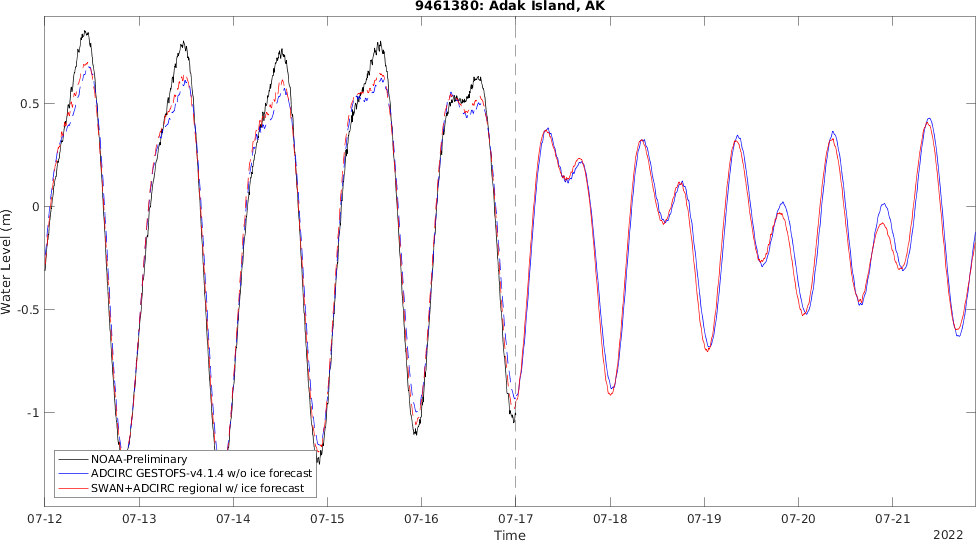 9461380: Adak Island, AK
Water Level (m)
0.5
0
-0.5
-1
NOAA-Preliminary
ADCIRC GESTOFS-v4.1.4 w/o ice forecast
SWAN+ADCIRC regional w/ ice forecast
07-12 07-13 07-14 07-15 07-16 07-17 07-18 07-19 07-20 07-21
Time
2022